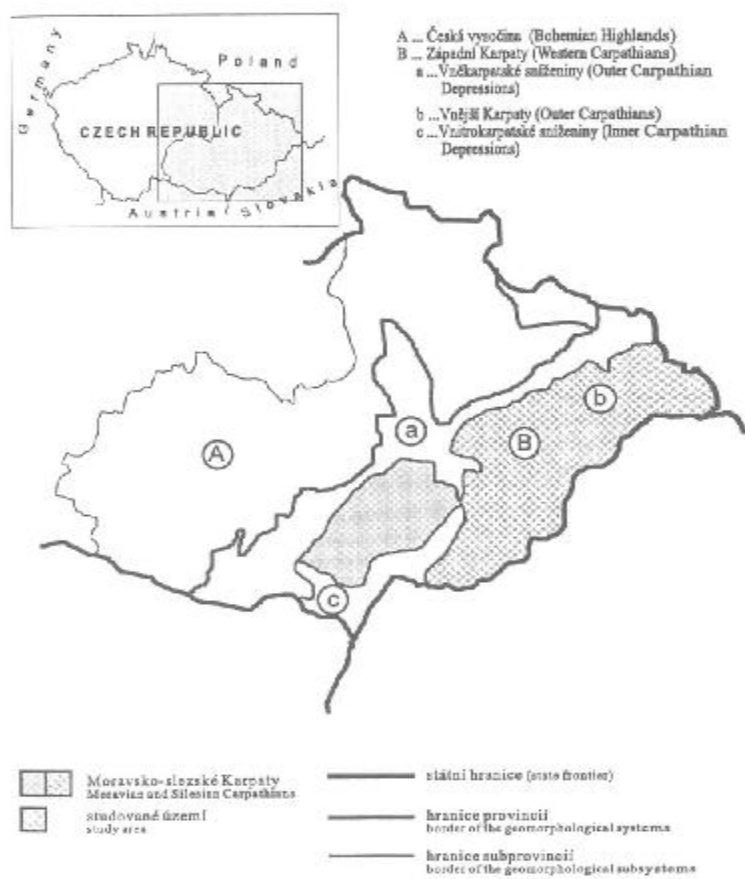 Germany
Poland
CZECH REPUBLIC
Austria
Slovakia
A ... Česká vysočina (Bohemian Highlands)
B ... Západní Karpaty (Western Carpathians)
a ... Vněkarpatské sníženiny (Outer Carpathian
Depressions)
b ... Vnější Karpaty (Outer Carpathians)
c ... Vnitrokarpatské sníženiny (Inner Carpathian
Depressions)
b
a
B
A
c
Moravsko-slezské Karpaty
Moravian and Silesian Carpathians
studované území
study area
státní hranice (state frontier)
hranice provincií
border of the geomorphological systems
hranice subprovincií
border of the geomorphological subsystems